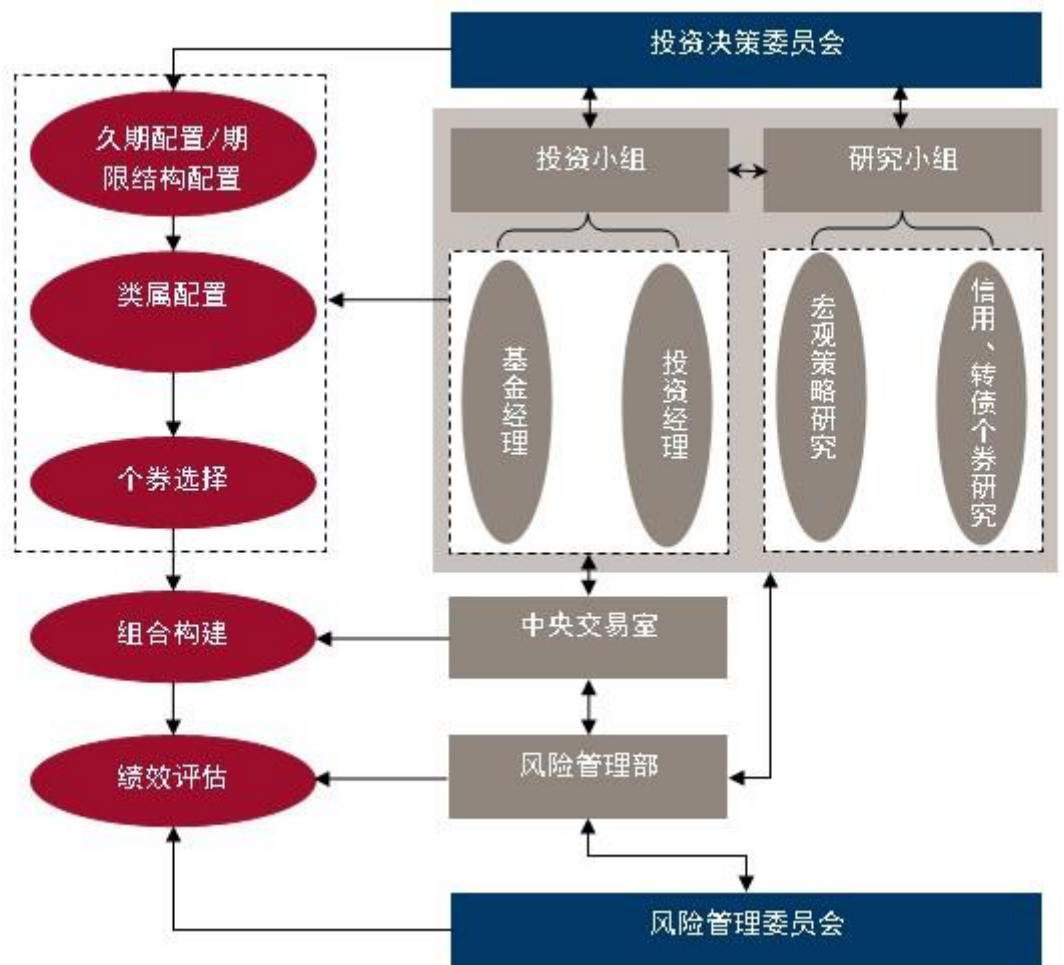 投资决策委员会
久期配置/期
限结构配置
投资小组
研究小组
类属配置
基金经理
投资经理
宏观策略研究
信用、转债个券研究
个券选择
组合构建
中央交易室
绩效评估
风险管理部
风险管理委员会